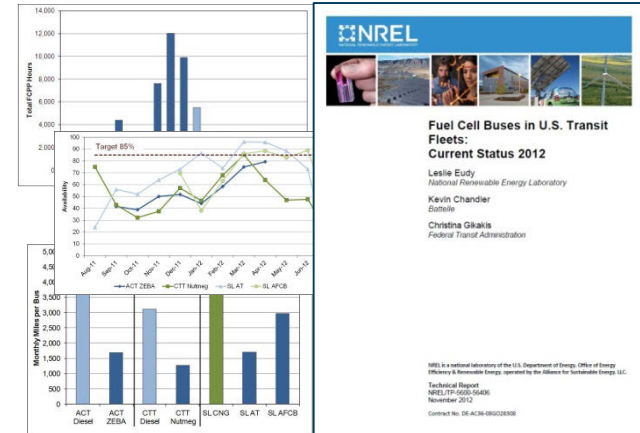 14,000
12,000
10,000
8,000
6,000
4,000
Total FCPP Hours
Target 85%
100
90
80
70
60
50
40
30
20
10
0
Availability
Aug-11
Sep-11
Oct-11
Nov-11
Dec-11
Jan-12
Feb-12
Mar-12
Apr-12
May-12
Jun-12
ACT ZEBA
CTT Nutmeg
SL AT
SL AFCB
3,500
3,000
2,500
2,000
1,500
1,000
500
0
Monthly Miles per Bus
ACT Diesel
ACT ZEBA
CTT Diesel
CTT Nutmeg
SL CNG
SL AT
SL AFCB
NREL
NATIONAL RENEWABLE ENERGY LABORATORY
Fuel Cell Buses in U.S. Transit
Fleets:
Current Status 2012
Leslie Eudy
National Renewable Energy Laboratory
Kevin Chandler
Battelle
Christina Gikakis
Federal Transit Administration
NREL is a national laboratory of the U.S. Department of Energy, Office of Energy
Efficiency & Renewable Energy, operated by the Alliance for Sustainable Energy, LLC.
Technical Report
NREL/TP-5600-56406
November 2012
Contract No. DE-AC36-08GO28308